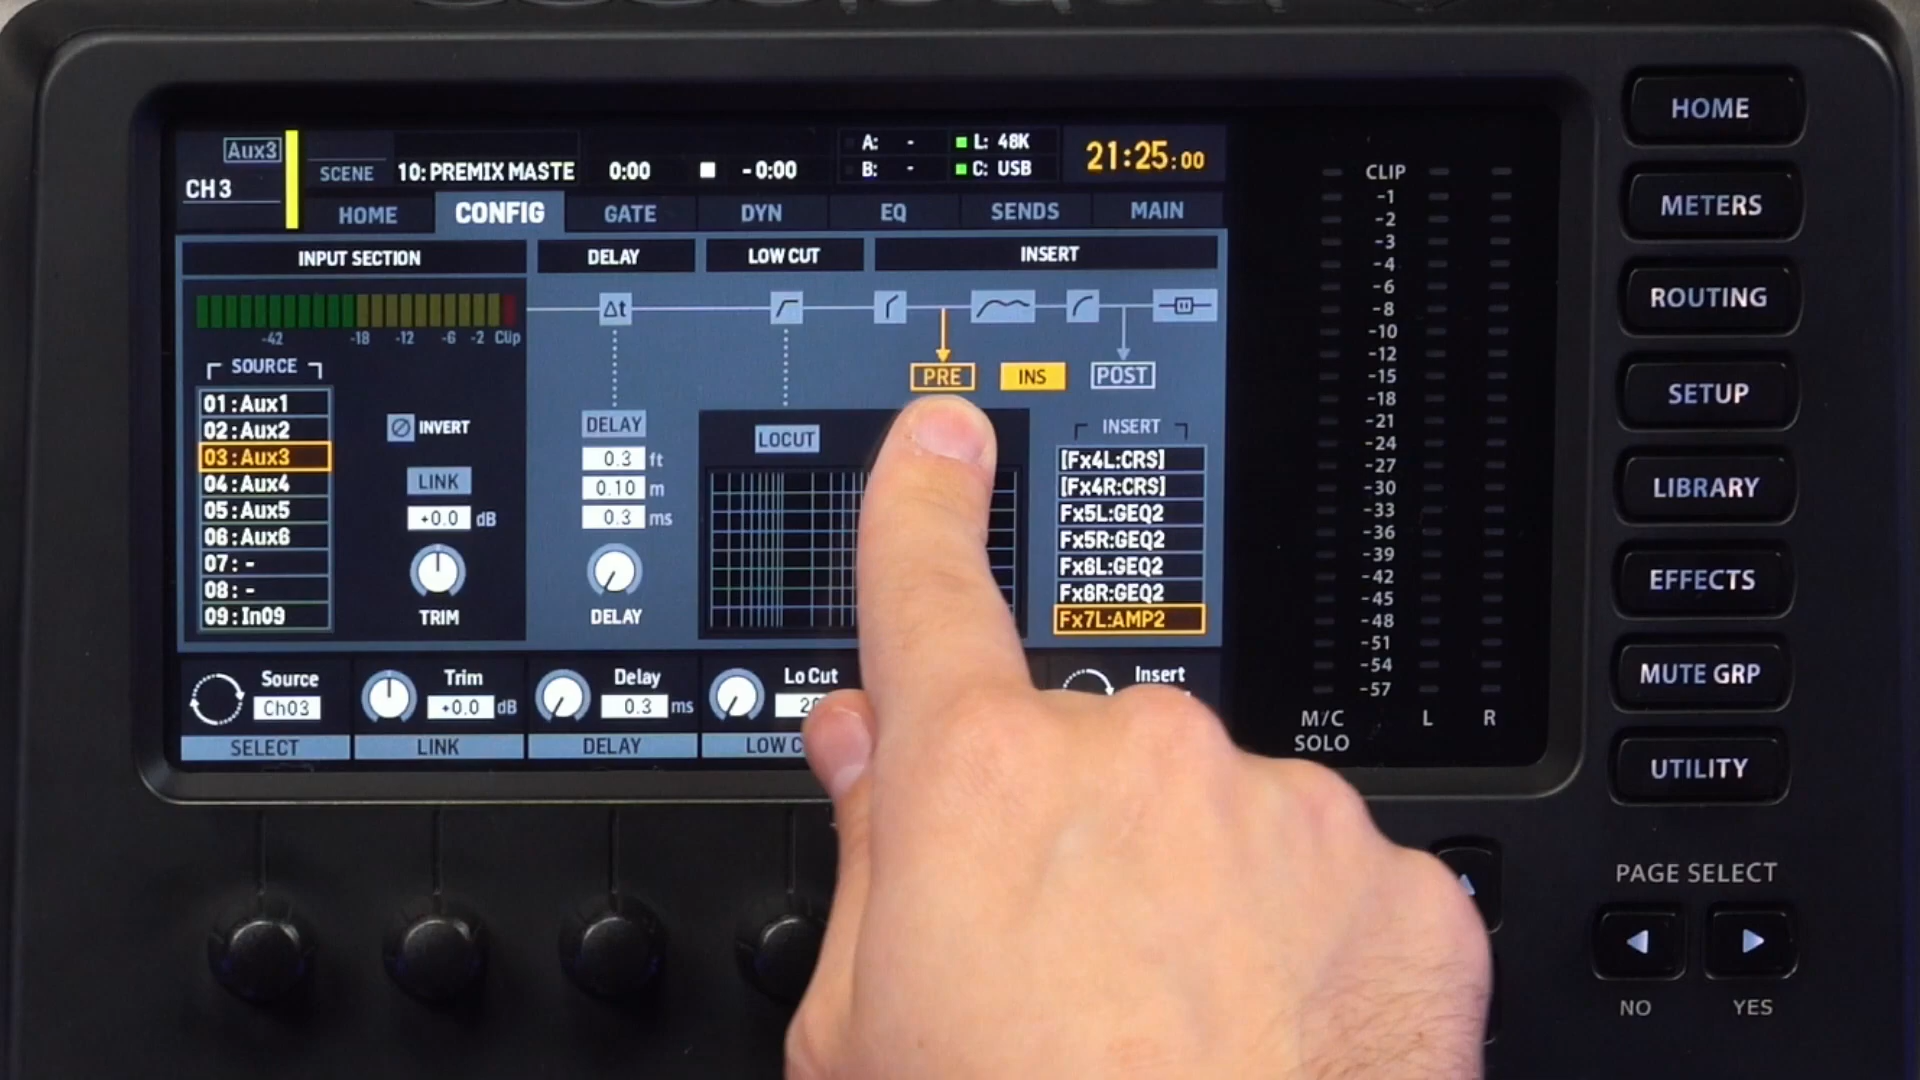 Aux3
CH 3
SCENE
10: PREMIX MASTE
0:00
- 0:00
A: -
B: -
L: 48K
C: USB
21:25:00
HOME
CONFIG
GATE
DYN
EQ
SENDS
MAIN
INPUT SECTION
DELAY
LOW CUT
INSERT
Δt
-42 -18 -12 -6 -2 Clip
SOURCE
01:Aux1
02:Aux2
03:Aux3
04:Aux4
05:Aux5
06:Aux6
07: -
08: -
09:In09
INVERT
LINK
+0.0 dB
TRIM
DELAY
0.3 ft
0.10 m
0.3 ms
DELAY
LOCUT
PRE
INS
POST
INSERT
[Fx4L:CRS]
[Fx4R:CRS]
Fx5L:GEQ2
Fx5R:GEQ2
Fx6L:GEQ2
Fx6R:GEQ2
Fx7L:AMP2
Source
Ch03
SELECT
Trim
+0.0 dB
LINK
Delay
0.3 ms
DELAY
Lo Cut
Insert
CLIP
-1
-2
-3
-4
-6
-8
-10
-12
-15
-18
-21
-24
-27
-30
-33
-36
-39
-42
-45
-48
-51
-54
-57
M/C
SOLO
L
R
HOME
METERS
ROUTING
SETUP
LIBRARY
EFFECTS
MUTE GRP
UTILITY
PAGE SELECT
NO
YES